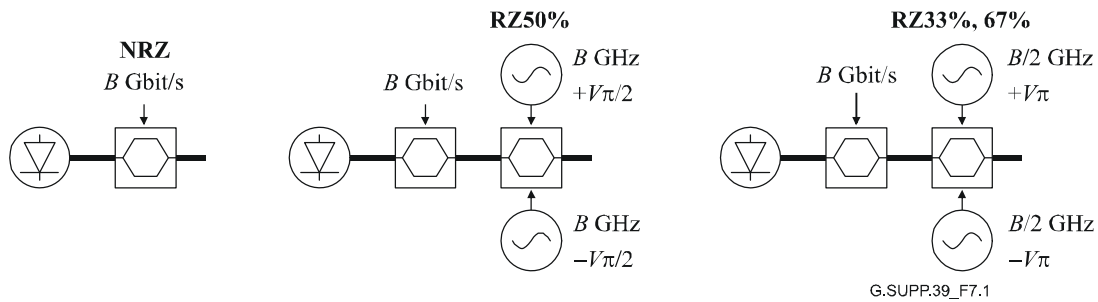 NRZ
B Gbit/s
RZ50%
B Gbit/s
B GHz
+Vπ/2
B GHz
−Vπ/2
RZ33%, 67%
B Gbit/s
B/2 GHz
+Vπ
B/2 GHz
−Vπ
G.SUPP.39_F7.1